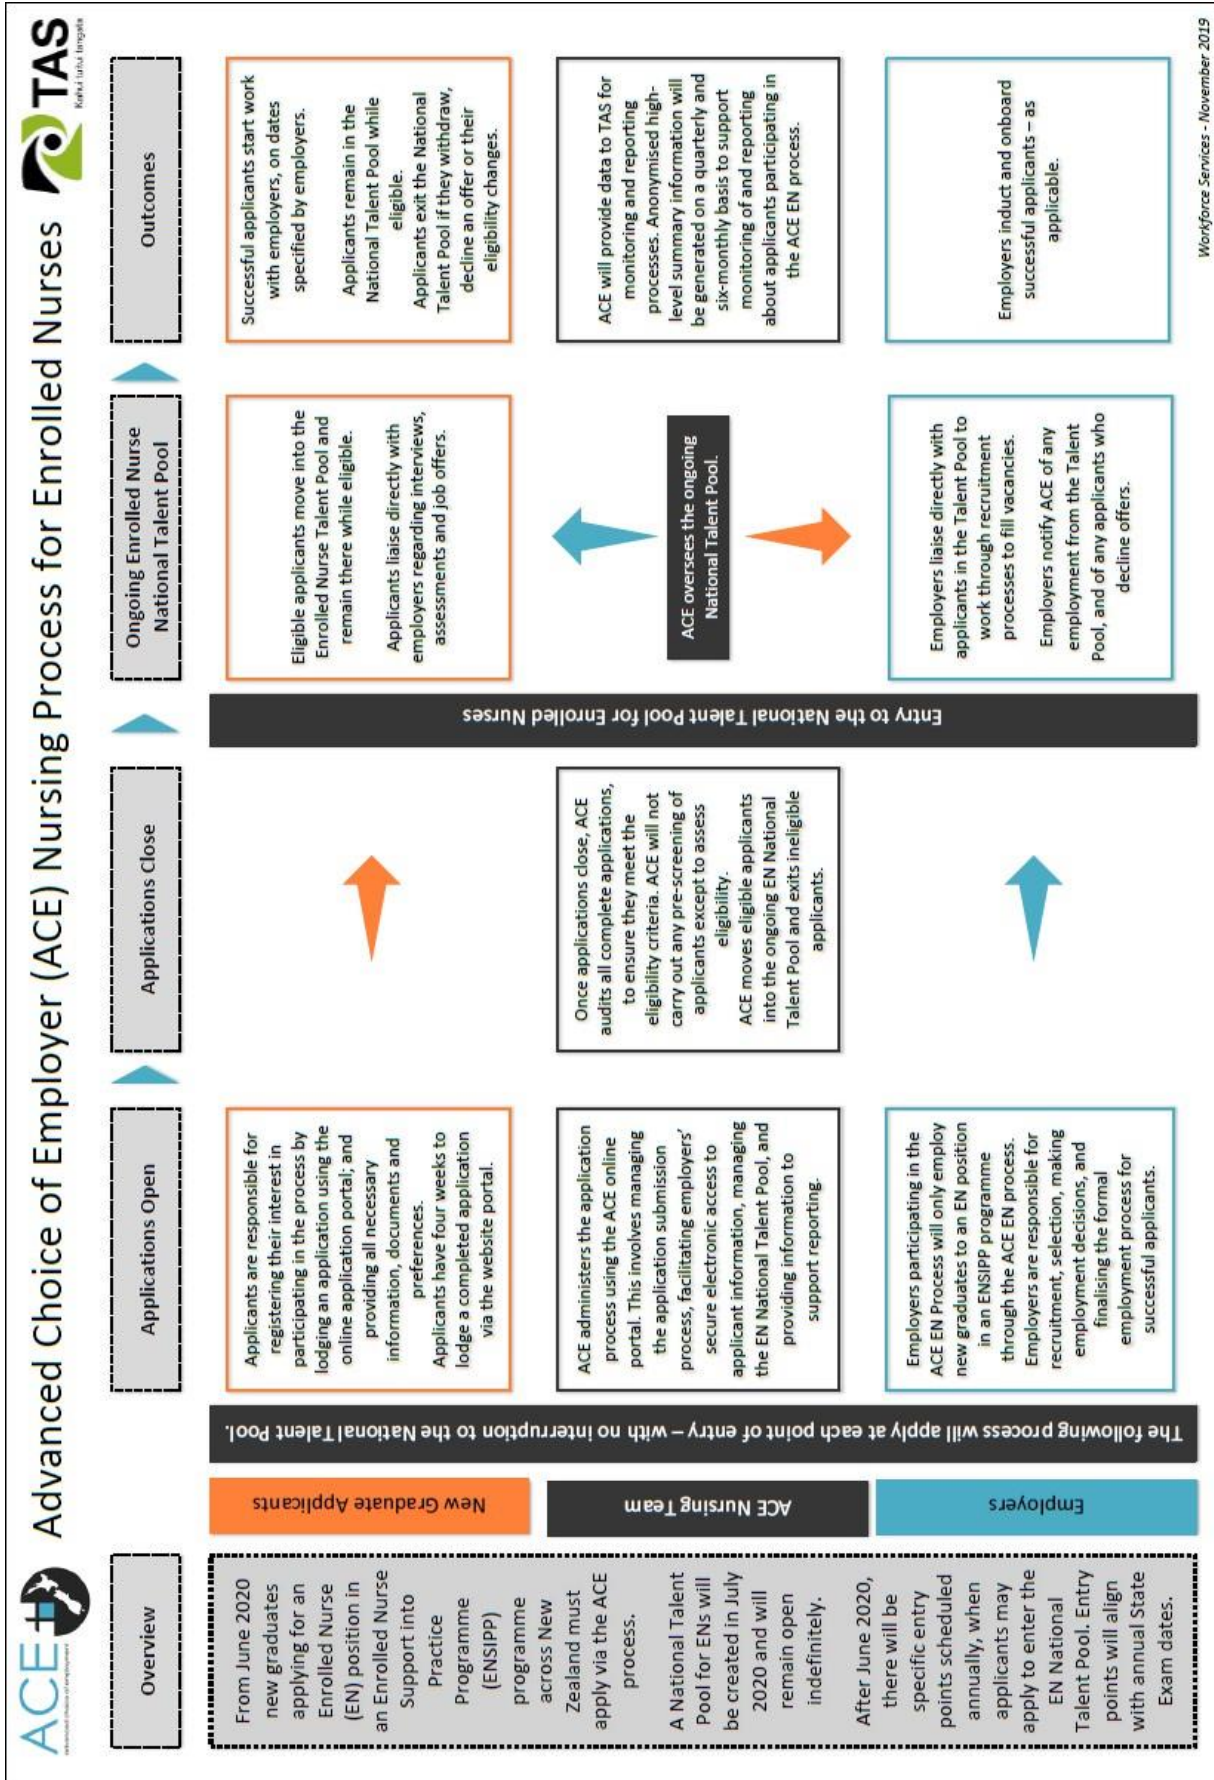 ACE
advanced choice of employment
Advanced Choice of Employer (ACE) Nursing Process for Enrolled Nurses
TAS
Kahui tutui tangata
Overview
Applications Open
Applications Close
Ongoing Enrolled Nurse
National Talent Pool
Outcomes
From June 2020
new graduates
applying for an
Enrolled Nurse
(EN) position in
an Enrolled Nurse
Support into
Practice
Programme
(ENSIPP)
programme
across New
Zealand must
apply via the ACE
process.
A National Talent
Pool for ENs will
be created in July
2020 and will
remain open
indefinitely.
After June 2020,
there will be
specific entry
points scheduled
annually, when
applicants may
apply to enter the
EN National
Talent Pool. Entry
points will align
with annual State
Exam dates.
New Graduate Applicants
ACE Nursing Team
Employers
The following process will apply at each point of entry – with no interruption to the National Talent Pool.
Applicants are responsible for
registering their interest in
participating in the process by
lodging an application using the
online application portal; and
providing all necessary
information, documents and
preferences.
Applicants have four weeks to
lodge a completed application
via the website portal.
ACE administers the application
process using the ACE online
portal. This involves managing
the application submission
process, facilitating employers’
secure electronic access to
applicant information, managing
the EN National Talent Pool, and
providing information to
support reporting.
Employers participating in the
ACE EN Process will only employ
new graduates to an EN position
in an ENSIPP programme
through the ACE EN process.
Employers are responsible for
recruitment, selection, making
employment decisions, and
finalising the formal
employment process for
successful applicants.
Once applications close, ACE
audits all complete applications,
to ensure they meet the
eligibility criteria. ACE will not
carry out any pre-screening of
applicants except to assess
eligibility.
ACE moves eligible applicants
into the ongoing EN National
Talent Pool and exits ineligible
applicants.
Entry to the National Talent Pool for Enrolled Nurses
Eligible applicants move into the
Enrolled Nurse Talent Pool and
remain there while eligible.
Applicants liaise directly with
employers regarding interviews,
assessments and job offers.
ACE oversees the ongoing
National Talent Pool.
Employers liaise directly with
applicants in the Talent Pool to
work through recruitment
processes to fill vacancies.
Employers notify ACE of any
employment from the Talent
Pool, and of any applicants who
decline offers.
Successful applicants start work
with employers, on dates
specified by employers.
Applicants remain in the
National Talent Pool while
eligible.
Applicants exit the National
Talent Pool if they withdraw,
decline an offer or their
eligibility changes.
ACE will provide data to TAS for
monitoring and reporting
processes. Anonymised high-
level summary information will
be generated on a quarterly and
six-monthly basis to support
monitoring of and reporting
about applicants participating in
the ACE EN process.
Employers induct and onboard
successful applicants – as
applicable.
Workforce Services - November 2019